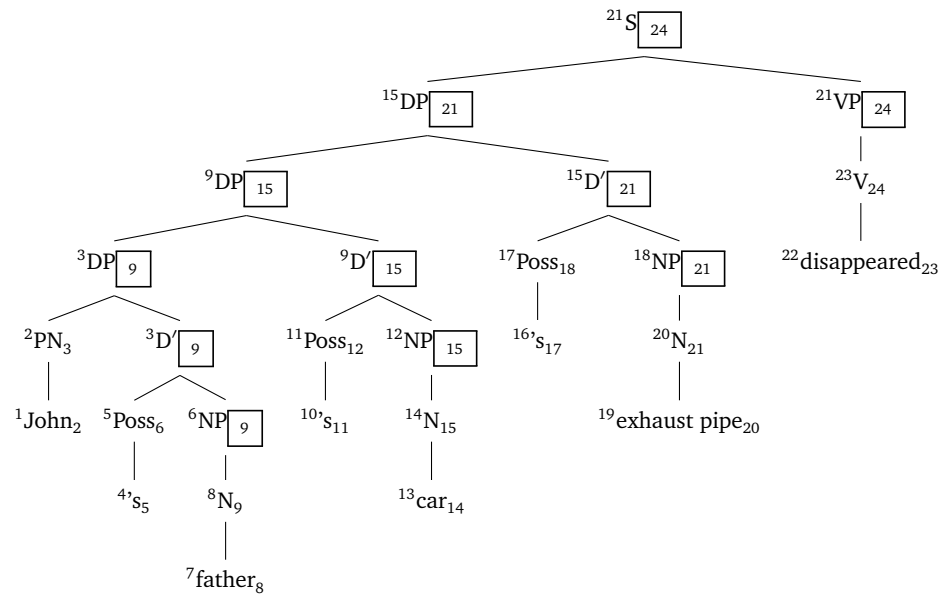 ²¹S 24
¹⁵DP 21 ²¹VP 24
⁹DP 15 ¹⁵D′ 21 ²³V₂₄
³DP 9 ⁹D′ 15 ¹⁷Poss₁₈ ¹⁸NP 21 ²²disappeared₂₃
²PN₃ ³D′ 9 ¹¹Poss₁₂ ¹²NP 15 ¹⁶'s₁₇ ²⁰N₂₁
¹John₂ ⁵Poss₆ ⁶NP 9 ¹⁰'s₁₁ ¹⁴N₁₅ ¹⁹exhaust pipe₂₀
⁴'s₅ ⁸N₉ ¹³car₁₄
⁷father₈